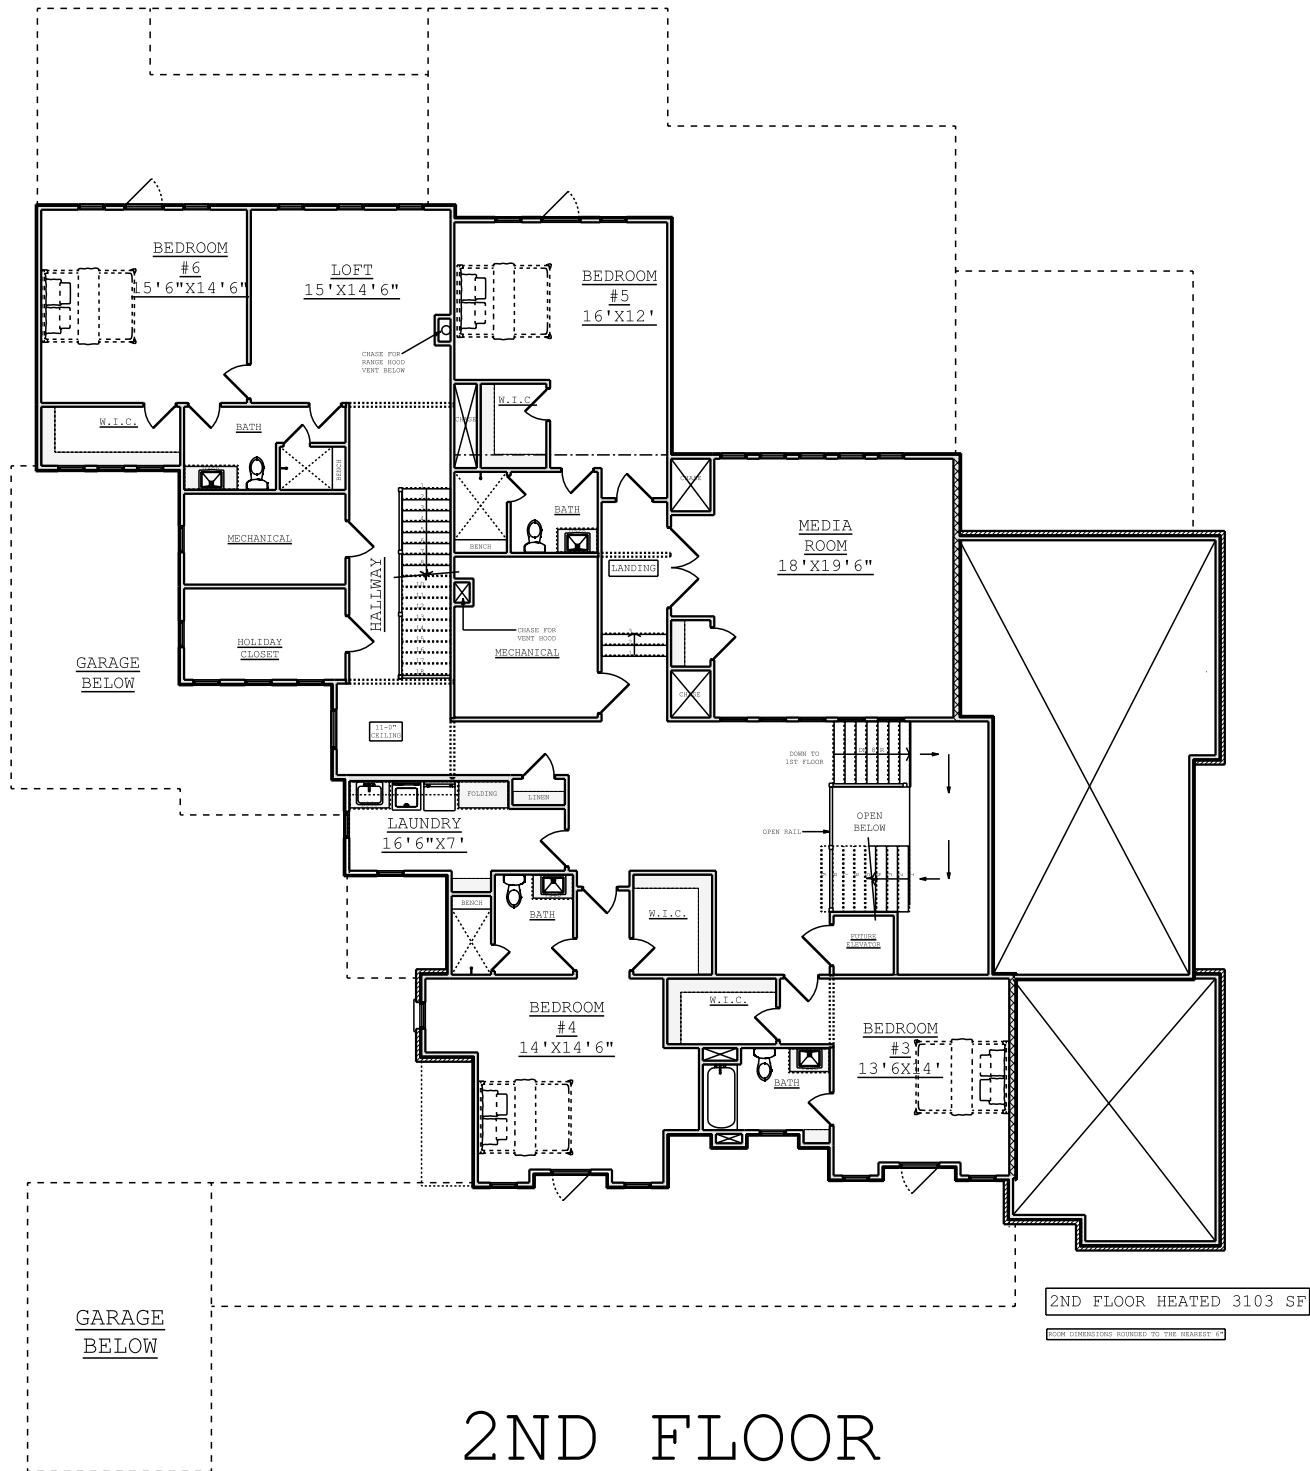 BEDROOM
#6
15'6"X14'6"
LOFT
15'X14'6"
BEDROOM
#5
16'X12'
CHASE FOR
RANGE HOOD
VENT BELOW
W.I.C.
BATH
BENCH
CHASE
W.I.C.
MECHANICAL
BENCH
BATH
CHASE
MEDIA
ROOM
18'X19'6"
LANDING
HALLWAY
HOLIDAY
CLOSET
CHASE FOR
VENT HOOD
MECHANICAL
GARAGE
BELOW
CHASE
11-0"
CEILING
DOWN TO
1ST FLOOR
FOLDING
LINEN
LAUNDRY
16'6"X7'
OPEN RAIL
OPEN
BELOW
BENCH
BATH
W.I.C.
FUTURE
ELEVATOR
BEDROOM
#4
14'X14'6"
W.I.C.
BEDROOM
#3
13'6X14'
BATH
2ND FLOOR HEATED 3103 SF
ROOM DIMENSIONS ROUNDED TO THE NEAREST 6"
GARAGE
BELOW
2ND FLOOR